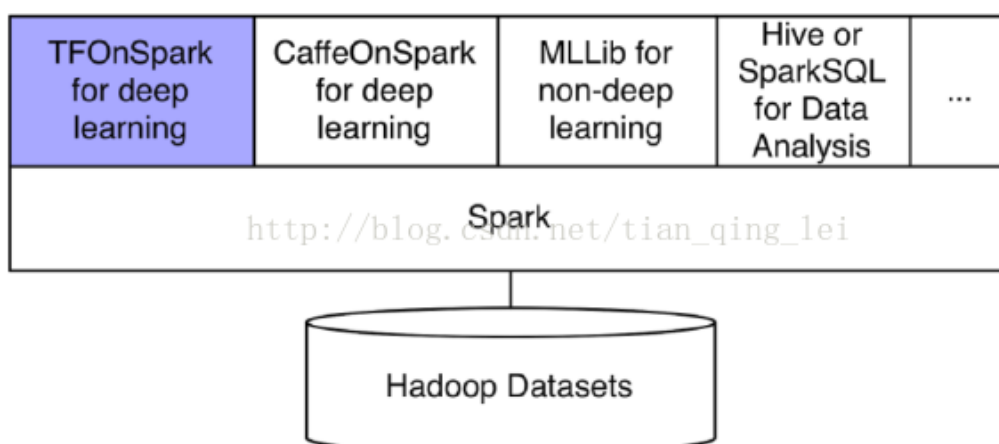 TFOnSpark
for deep
learning
CaffeOnSpark
for deep
learning
MLLib for
non-deep
learning
Hive or
SparkSQL
for Data
Analysis
...
Spark
http://blog.csdn.net/tian_qing_lei
Hadoop Datasets